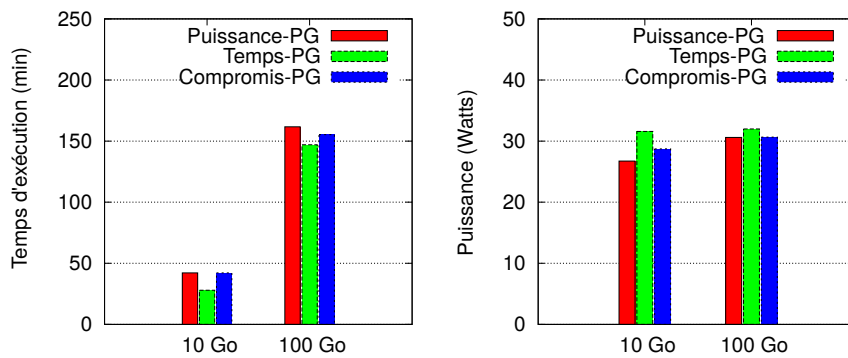 Temps d'exécution (min)
250
200
150
100
50
0
Puissance-PG
Temps-PG
Compromis-PG
10 Go
100 Go
Puissance (Watts)
50
40
30
20
10
0
Puissance-PG
Temps-PG
Compromis-PG
10 Go
100 Go